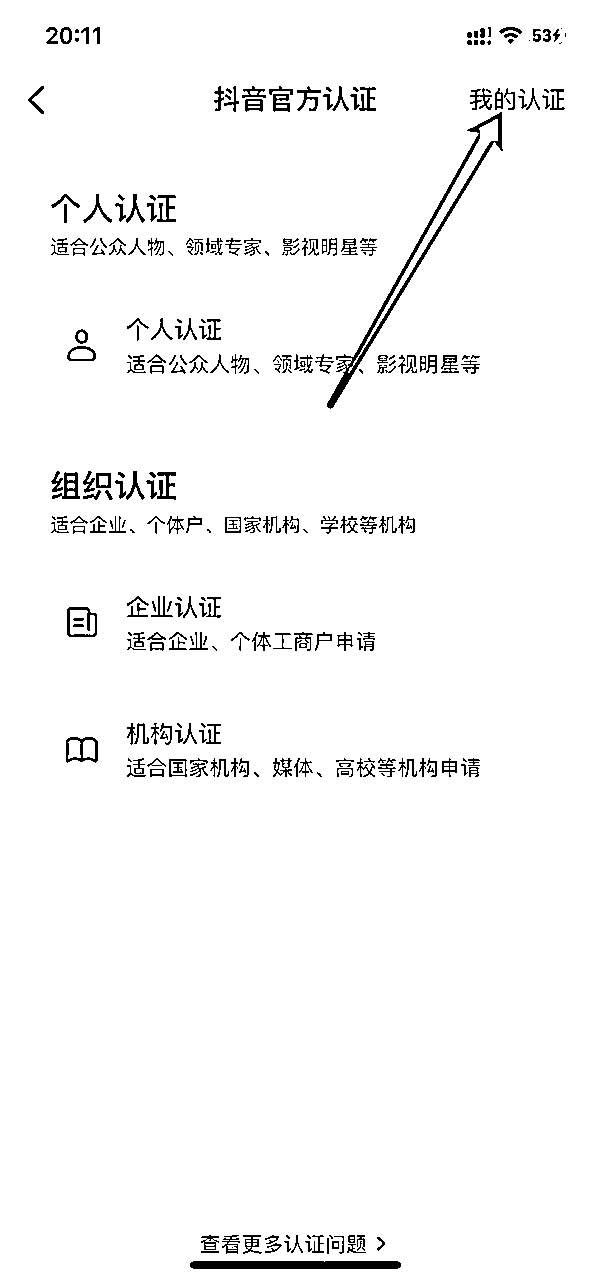 20:11
53
抖音官方认证
我的认证
个人认证
适合公众人物、领域专家、影视明星等
个人认证
适合公众人物、领域专家、影视明星等
组织认证
适合企业、个体户、国家机构、学校等机构
企业认证
适合企业、个体工商户申请
机构认证
适合国家机构、媒体、高校等机构申请
查看更多认证问题 >